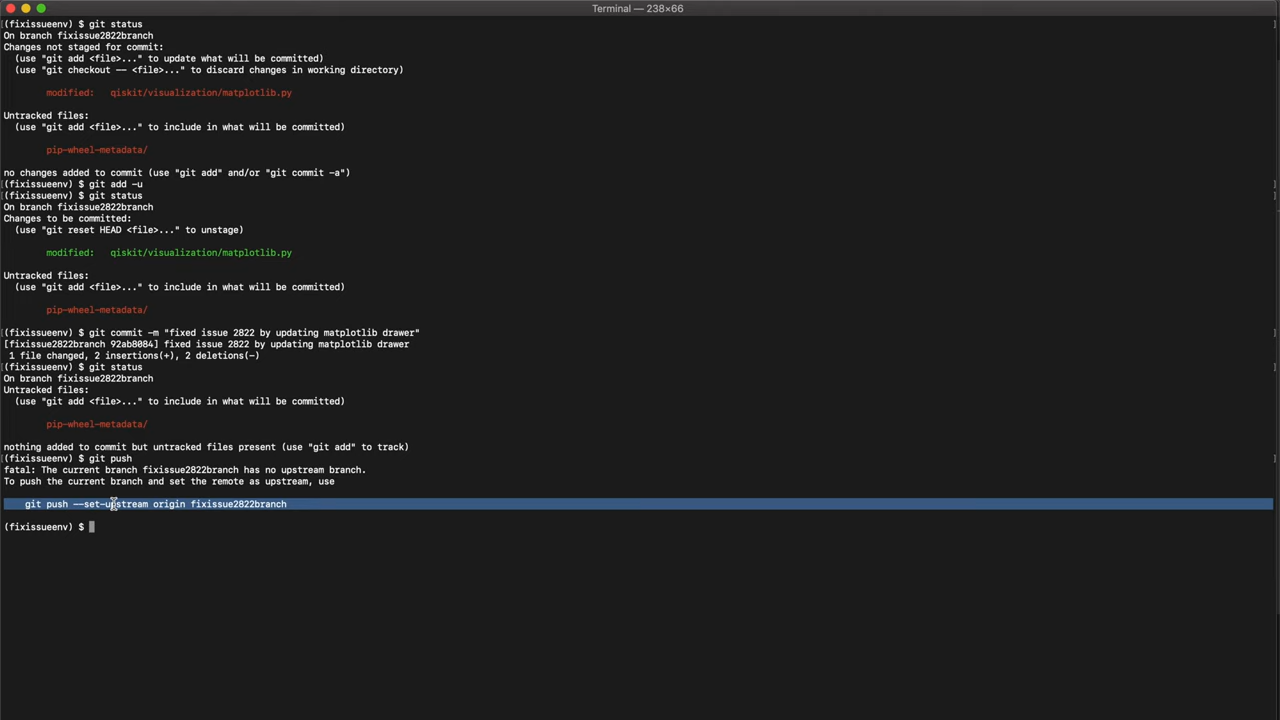 Terminal — 238×66
[(fixissueenv) $ git status
On branch fixissue2822branch
Changes not staged for commit:
  (use "git add <file>..." to update what will be committed)
  (use "git checkout -- <file>..." to discard changes in working directory)
        modified:   qiskit/visualization/matplotlib.py
Untracked files:
  (use "git add <file>..." to include in what will be committed)
        pip-wheel-metadata/
no changes added to commit (use "git add" and/or "git commit -a")
[(fixissueenv) $ git add -u
[(fixissueenv) $ git status
On branch fixissue2822branch
Changes to be committed:
  (use "git reset HEAD <file>..." to unstage)
        modified:   qiskit/visualization/matplotlib.py
Untracked files:
  (use "git add <file>..." to include in what will be committed)
        pip-wheel-metadata/
[(fixissueenv) $ git commit -m "fixed issue 2822 by updating matplotlib drawer"
[fixissue2822branch 92ab8084] fixed issue 2822 by updating matplotlib drawer
 1 file changed, 2 insertions(+), 2 deletions(-)
[(fixissueenv) $ git status
On branch fixissue2822branch
Untracked files:
  (use "git add <file>..." to include in what will be committed)
        pip-wheel-metadata/
nothing added to commit but untracked files present (use "git add" to track)
[(fixissueenv) $ git push
fatal: The current branch fixissue2822branch has no upstream branch.
To push the current branch and set the remote as upstream, use
    git push --set-upstream origin fixissue2822branch
(fixissueenv) $